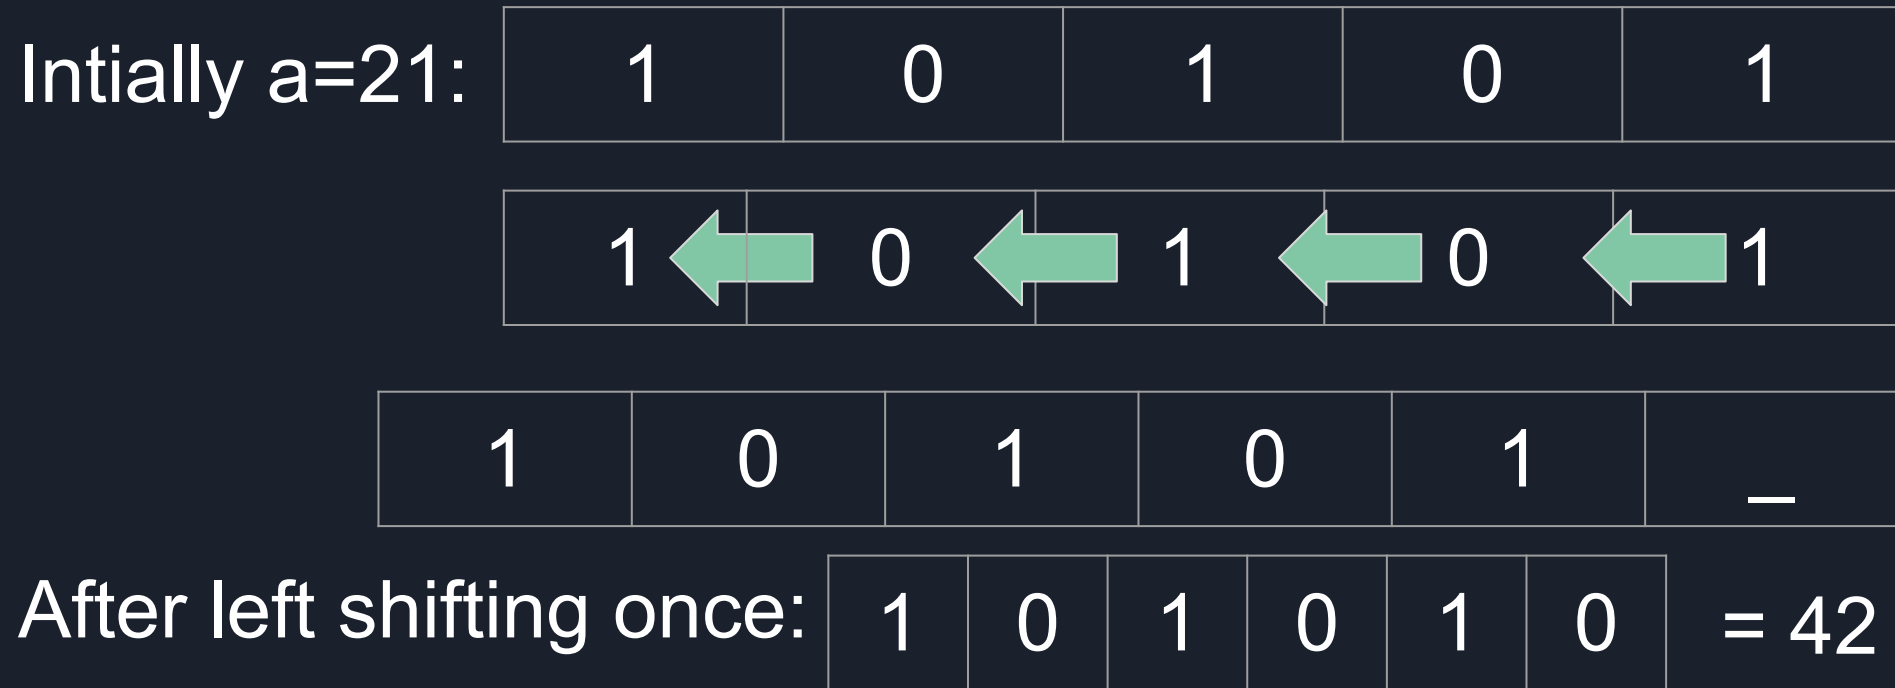 Intially a=21: 1 0 1 0 1
1 0 1 0 1
1 0 1 0 1 _
After left shifting once: 1 0 1 0 1 0 = 42